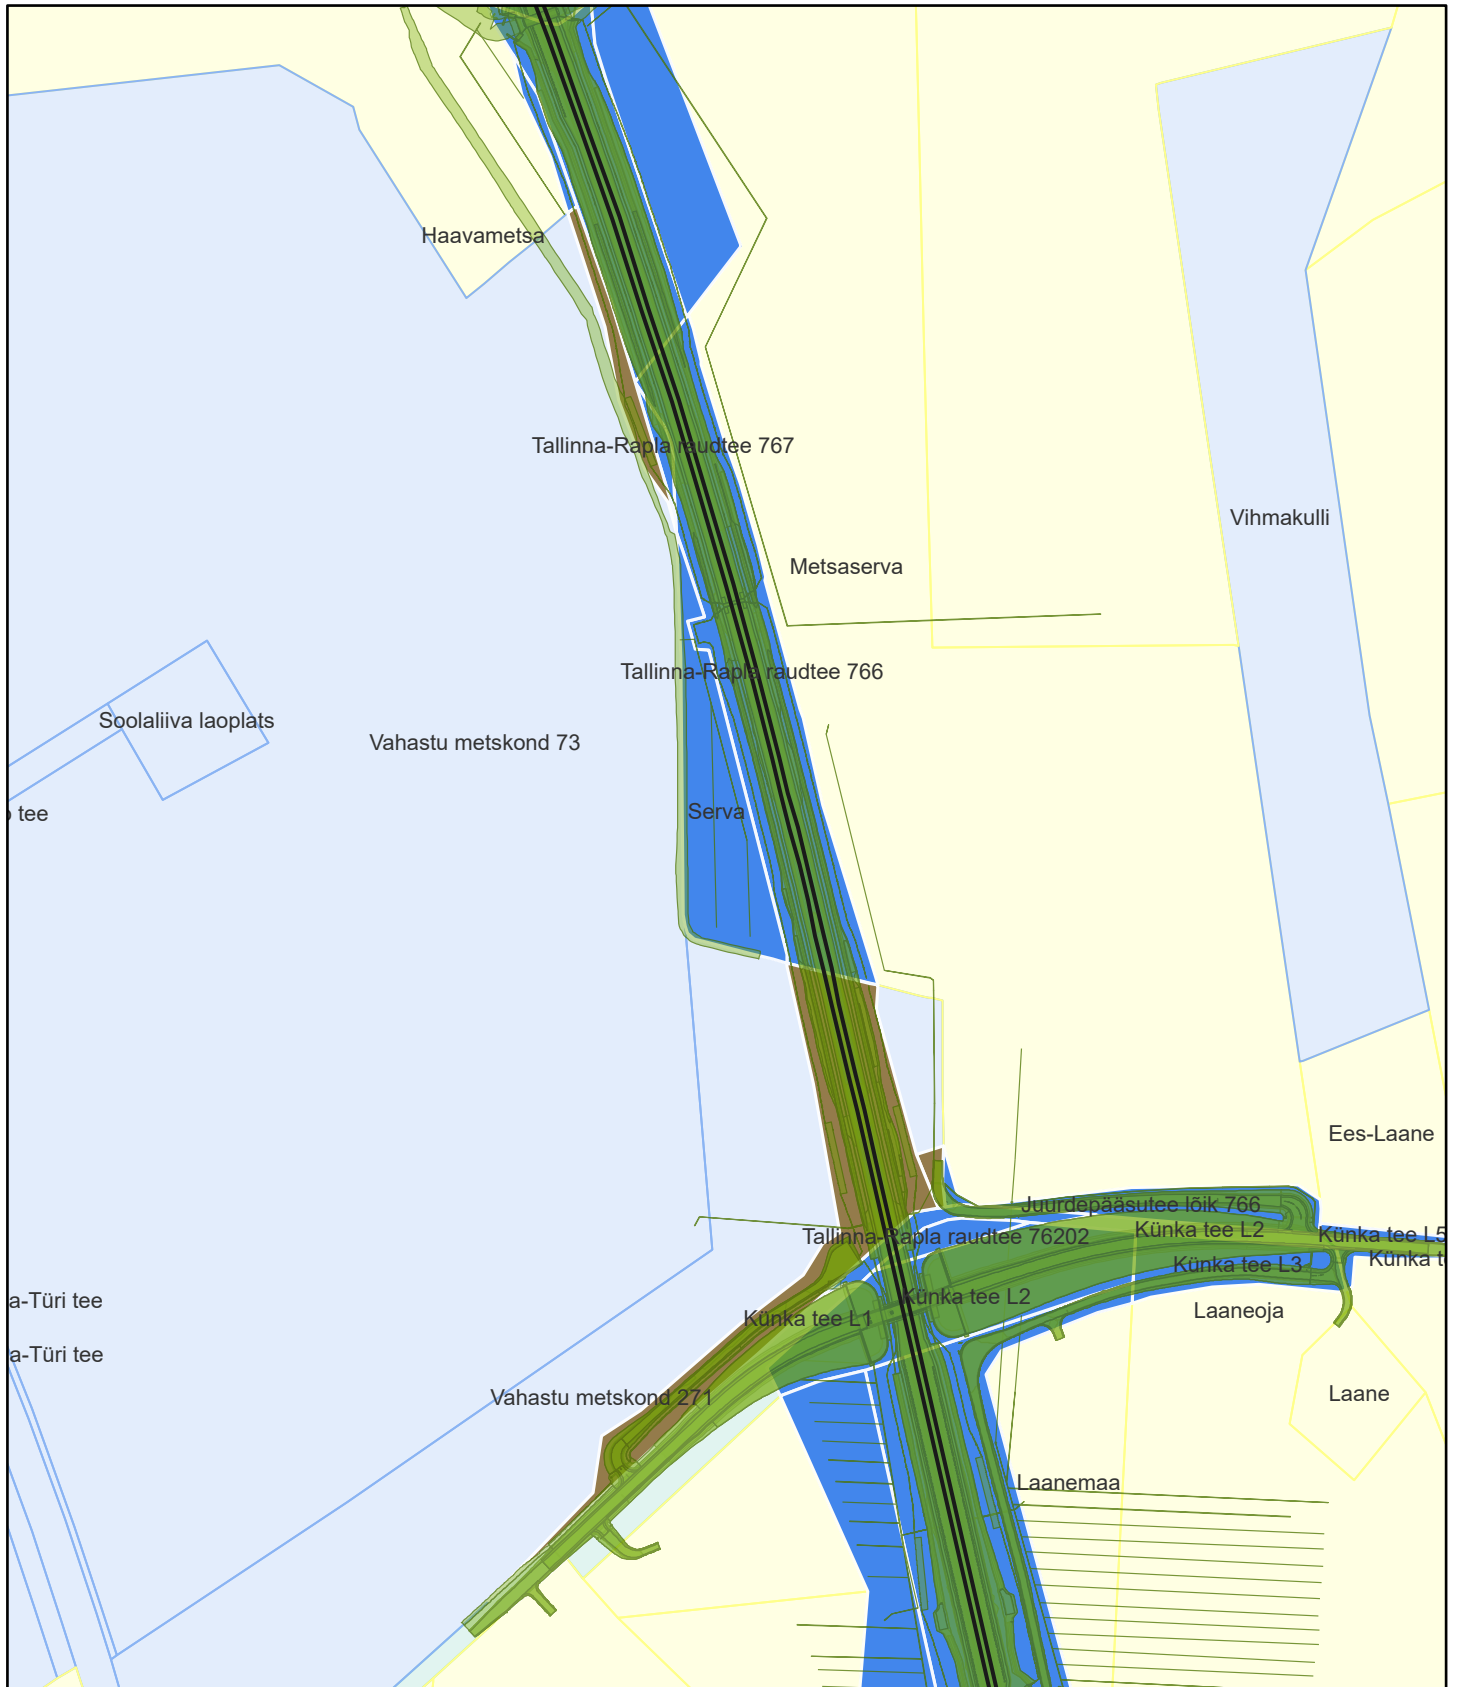 Haavametsa
Tallinna-Rapla raudtee 767
Vihmakulli
Metsaserva
Tallinna-Rapla raudtee 766
Soolaliiva laoplats
Vahastu metskond 73
Serva
tee
Ees-Laane
Juurdepääsutee lõik 766
Künka tee L2
Tallinna-Rapla raudtee 76202
Künka tee L5
Künka t
Künka tee L3
a-Türi tee
Künka tee L2
Künka tee L1
Laaneoja
a-Türi tee
Vahastu metskond 271
Laane
Laanemaa